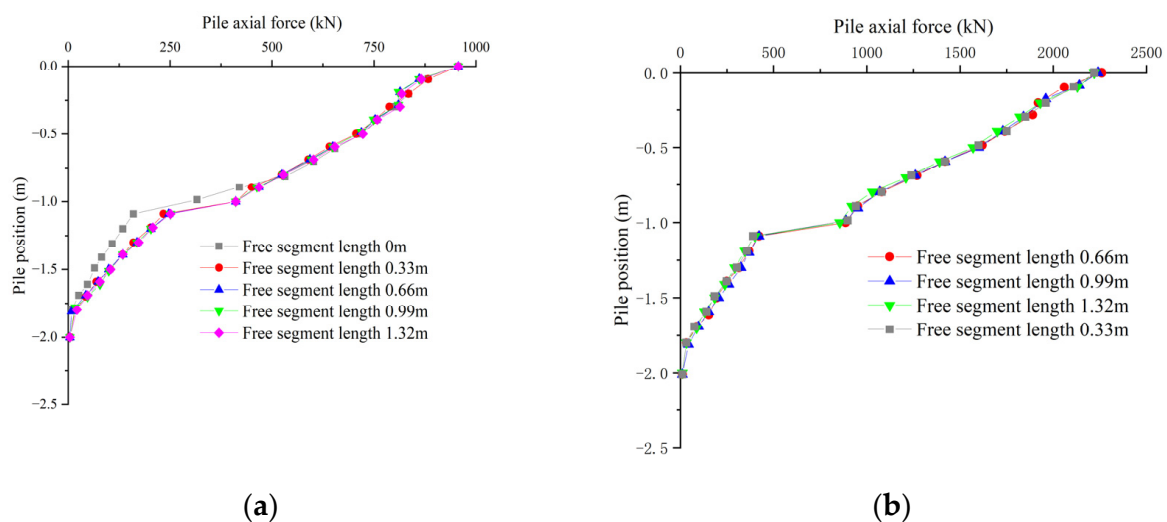 Pile axial force (kN)
0 250 500 750 1000
0.0
−0.5
−1.0
−1.5
−2.0
−2.5
Pile position (m)
Free segment length 0m
Free segment length 0.33m
Free segment length 0.66m
Free segment length 0.99m
Free segment length 1.32m
(a)
Pile axial force (kN)
0 500 1000 1500 2000 2500
0.0
−0.5
−1.0
−1.5
−2.0
−2.5
Pile position (m)
Free segment length 0.66m
Free segment length 0.99m
Free segment length 1.32m
Free segment length 0.33m
(b)